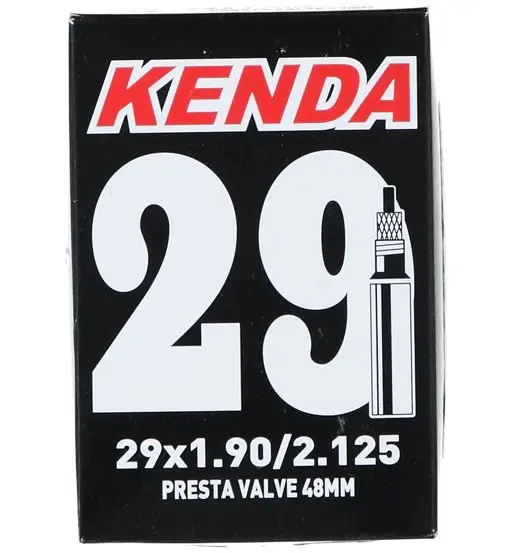 KENDA
29
29x1.90/2.125
PRESTA VALVE 48MM